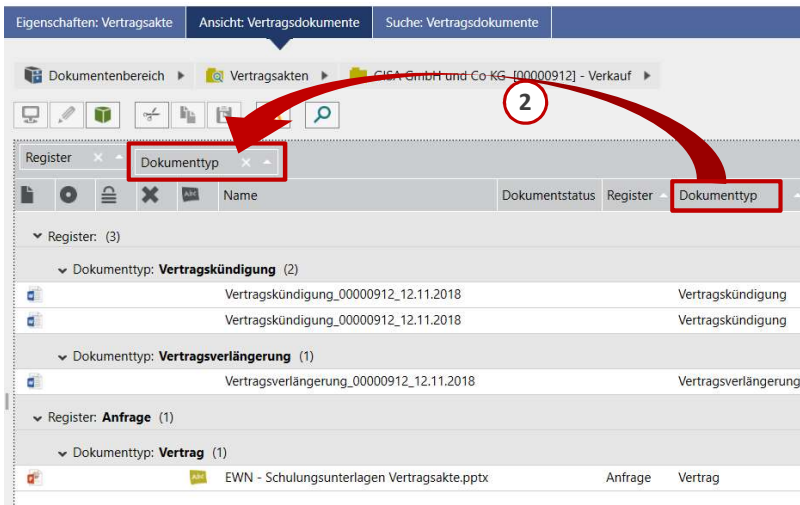 Eigenschaften: Vertragsakte Ansicht: Vertragsdokumente Suche: Vertragsdokumente
Dokumentenbereich Vertragsakten GISA GmbH und Co KG [00000912] - Verkauf
2
Register Dokumenttyp
Name Dokumentstatus Register Dokumenttyp
Register: (3)
Dokumenttyp: Vertragskündigung (2)
Vertragskündigung_00000912_12.11.2018 Vertragskündigung
Vertragskündigung_00000912_12.11.2018 Vertragskündigung
Dokumenttyp: Vertragsverlängerung (1)
Vertragsverlängerung_00000912_12.11.2018 Vertragsverlängerung
Register: Anfrage (1)
Dokumenttyp: Vertrag (1)
EWN - Schulungsunterlagen Vertragsakte.pptx Anfrage Vertrag